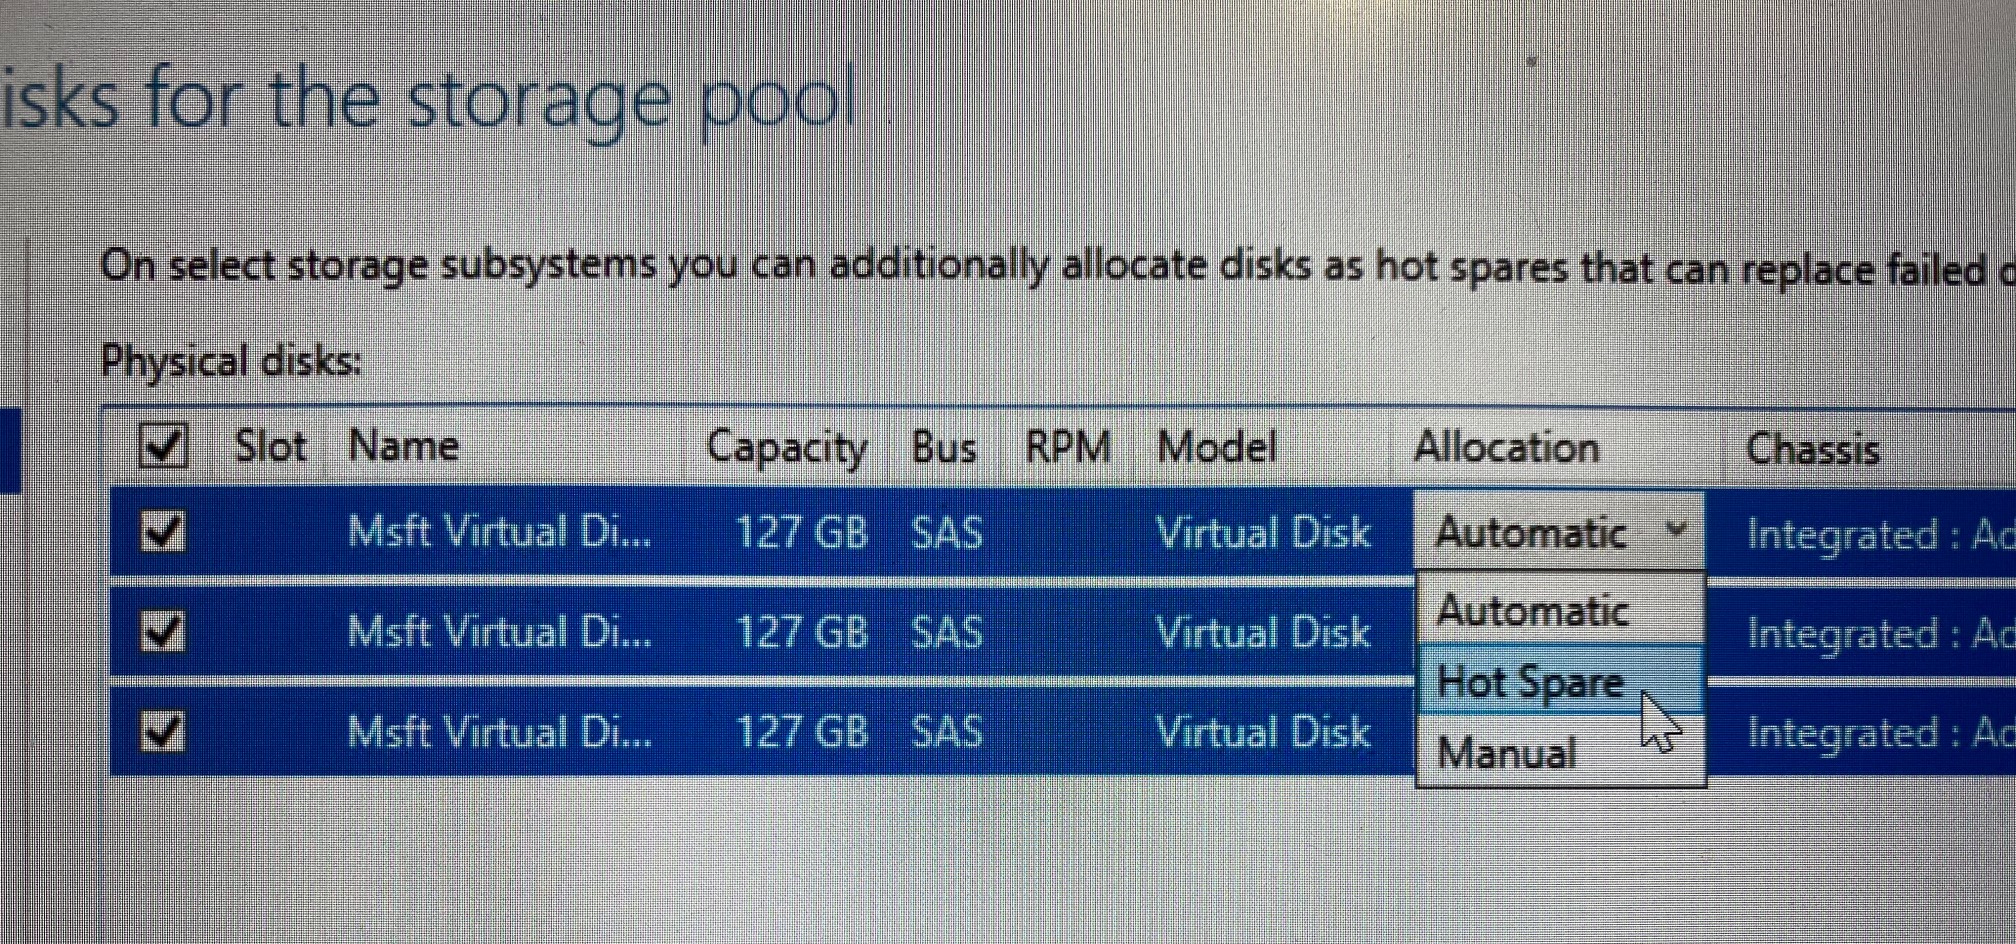 isks for the storage pool
On select storage subsystems you can additionally allocate disks as hot spares that can replace failed
Physical disks:
Slot Name Capacity Bus RPM Model Allocation Chassis
Msft Virtual Di... 127 GB SAS Virtual Disk Automatic Integrated : Ad
Automatic
Msft Virtual Di... 127 GB SAS Virtual Disk Integrated : Ad
Hot Spare
Msft Virtual Di... 127 GB SAS Virtual Disk Integrated : Ad
Manual